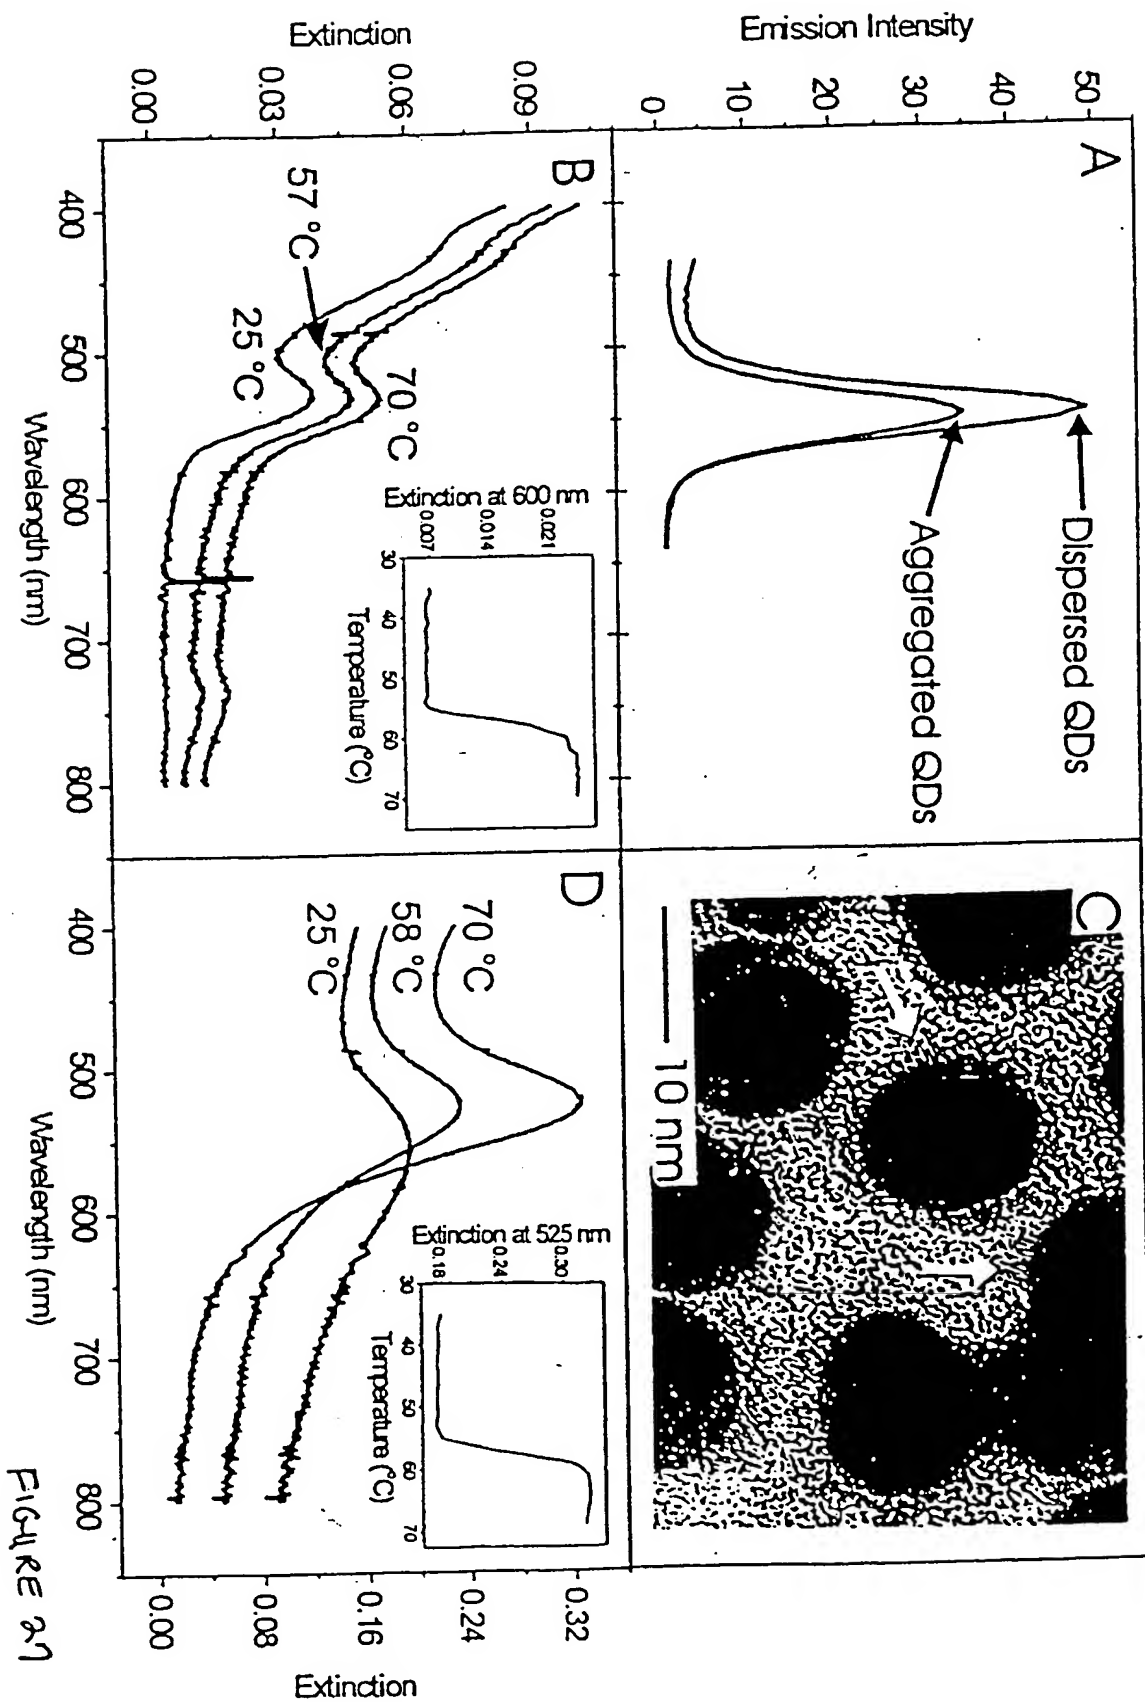 A
Emission Intensity
50
40
30
20
10
0
Dispersed QDs
Aggregated QDs
C
10 nm
B
Extinction
0.09
0.06
0.03
0.00
57 °C
25 °C
70 °C
400
500
600
700
800
Wavelength (nm)
Extinction at 600 nm
0.021
0.014
0.007
30
40
50
60
70
Temperature (°C)
D
70 °C
58 °C
25 °C
400
500
600
700
800
Wavelength (nm)
Extinction at 525 nm
0.30
0.24
0.18
30
40
50
60
70
Temperature (°C)
0.32
0.24
0.16
0.08
0.00
Extinction
FIGURE 27